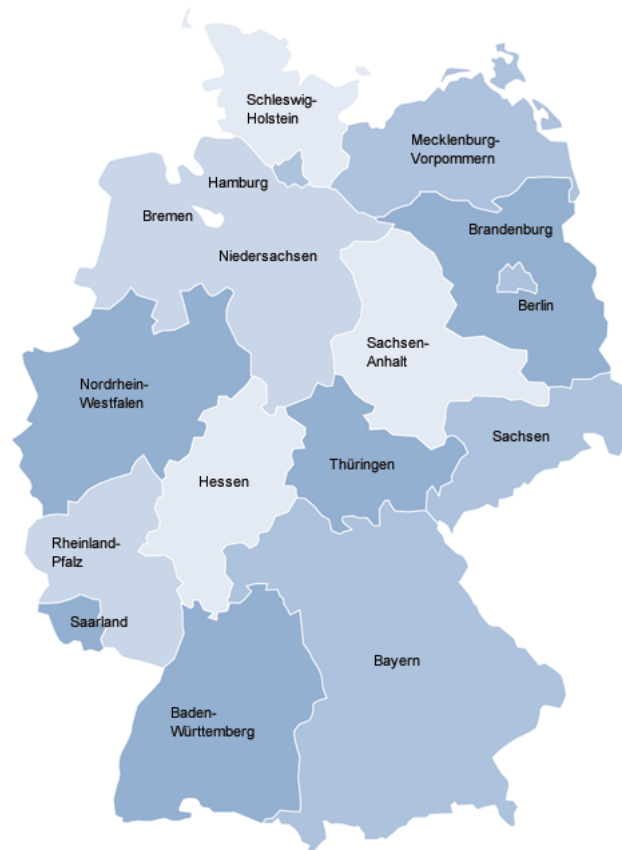 Schleswig-
Holstein
Mecklenburg-
Vorpommern
Hamburg
Bremen
Brandenburg
Niedersachsen
Berlin
Sachsen-
Anhalt
Nordrhein-
Westfalen
Sachsen
Thüringen
Hessen
Rheinland-
Pfalz
Saarland
Bayern
Baden-
Württemberg